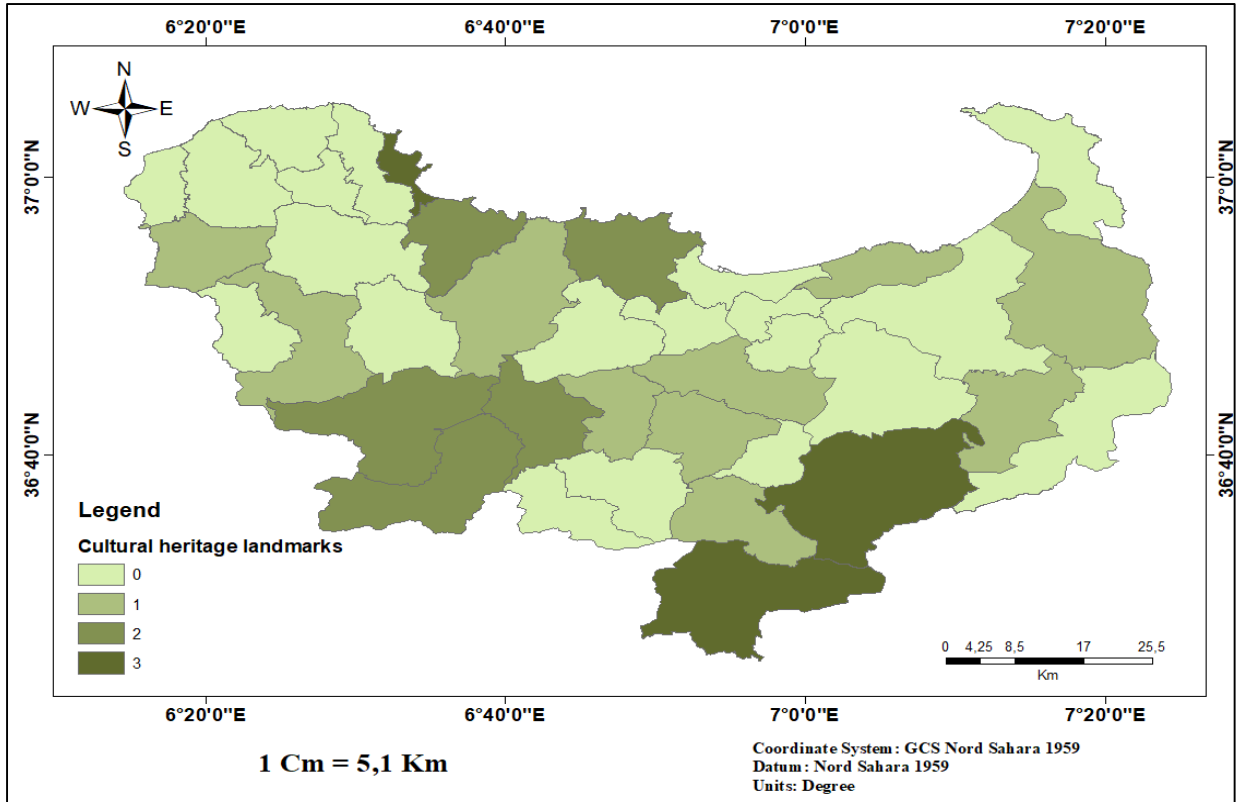 6°20'0"E 6°40'0"E 7°0'0"E 7°20'0"E
N
W E
S
37°0'0"N 37°0'0"N
36°40'0"N 36°40'0"N
Legend
Cultural heritage landmarks
0
1
2
3
0 4,25 8,5 17 25,5
Km
6°20'0"E 6°40'0"E 7°0'0"E 7°20'0"E
1 Cm = 5,1 Km
Coordinate System : GCS Nord Sahara 1959
Datum : Nord Sahara 1959
Units: Degree